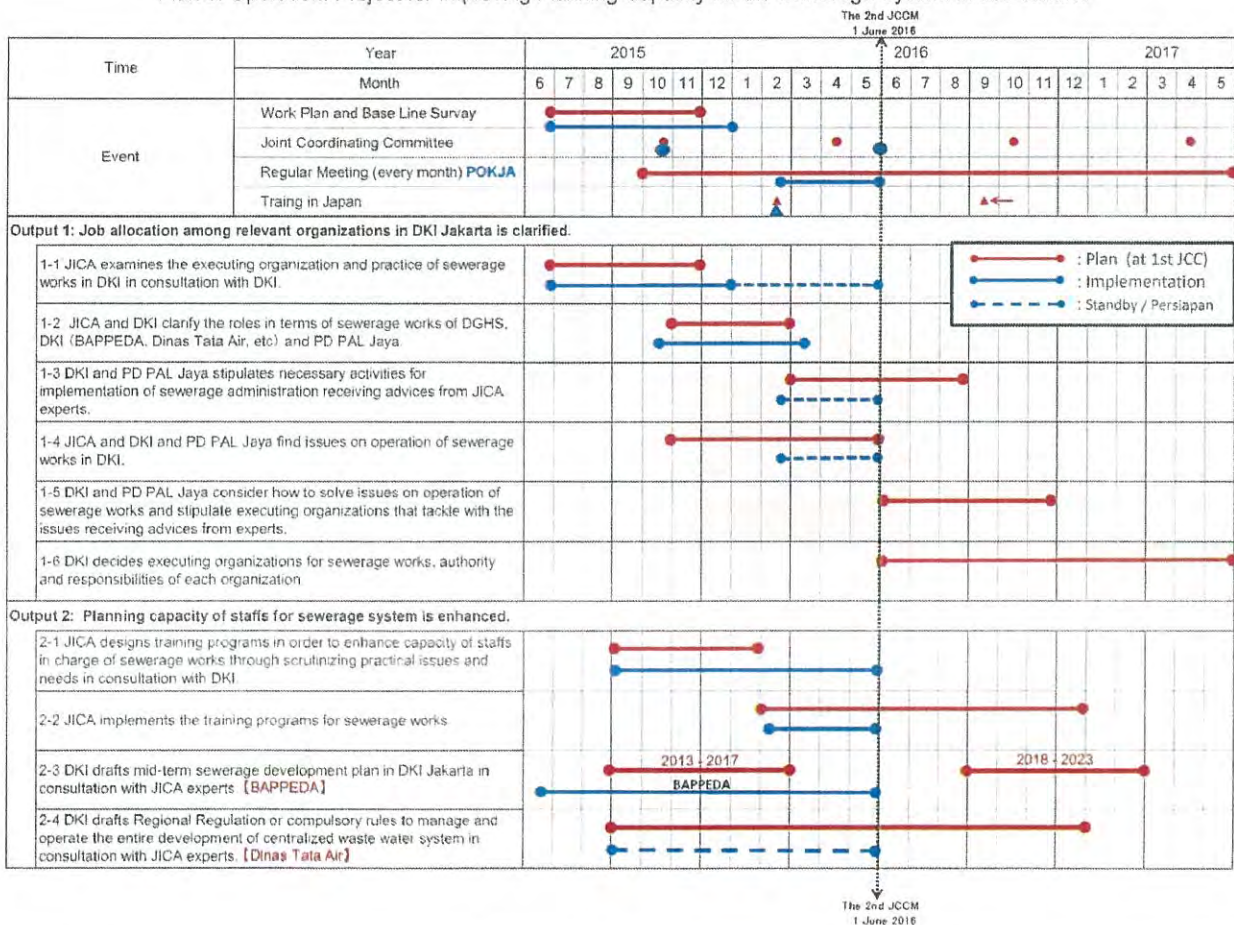 The 2nd JCCM
1 June 2016
Time
Year
2015
2016
2017
Month
6 7 8 9 10 11 12 1 2 3 4 5 6 7 8 9 10 11 12 1 2 3 4 5
Event
Work Plan and Base Line Survay
Joint Coordinating Committee
Regular Meeting (every month) POKJA
Traing in Japan
Output 1: Job allocation among relevant organizations in DKI Jakarta is clarified.
1-1 JICA examines the executing organization and practice of sewerage
works in DKI in consultation with DKI.
: Plan (at 1st JCC)
: Implementation
: Standby / Persiapan
1-2 JICA and DKI clarify the roles in terms of sewerage works of DGHS,
DKI (BAPPEDA, Dinas Tata Air, etc) and PD PAL Jaya.
1-3 DKI and PD PAL Jaya stipulates necessary activities for
implementation of sewerage administration receiving advices from JICA
experts.
1-4 JICA and DKI and PD PAL Jaya find issues on operation of sewerage
works in DKI.
1-5 DKI and PD PAL Jaya consider how to solve issues on operation of
sewerage works and stipulate executing organizations that tackle with the
issues receiving advices from experts.
1-6 DKI decides executing organizations for sewerage works, authority
and responsibilities of each organization
Output 2: Planning capacity of staffs for sewerage system is enhanced.
2-1 JICA designs training programs in order to enhance capacity of staffs
in charge of sewerage works through scrutinizing practical issues and
needs in consultation with DKI
2-2 JICA implements the training programs for sewerage works
2-3 DKI drafts mid-term sewerage development plan in DKI Jakarta in
consultation with JICA experts.【BAPPEDA】
2013 - 2017
BAPPEDA
2018 - 2023
2-4 DKI drafts Regional Regulation or compulsory rules to manage and
operate the entire development of centralized waste water system in
consultation with JICA experts.【Dinas Tata Air】
The 2nd JCCM
1 June 2016